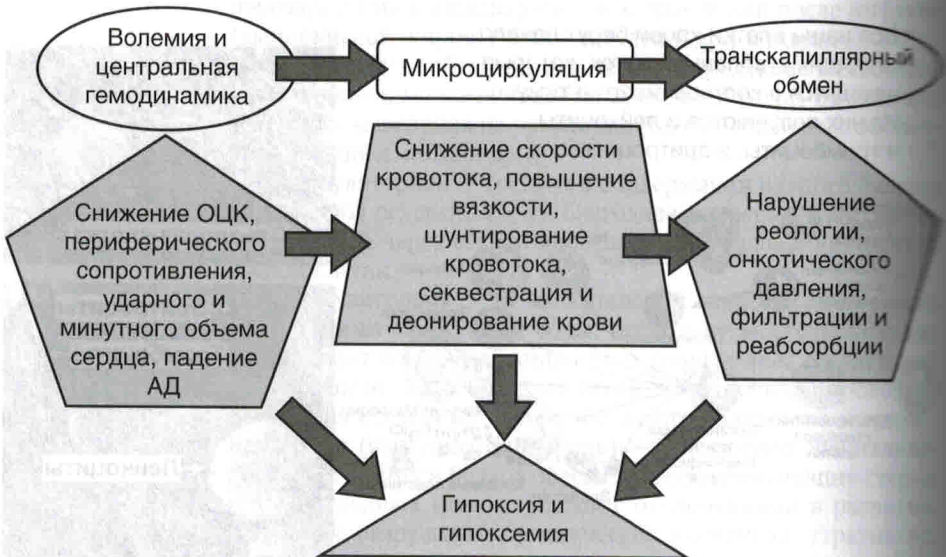 Волемия и
центральная
гемодинамика
Микроциркуляция
Транскапиллярный
обмен
Снижение ОЦК,
периферического
сопротивления,
ударного и
минутного объема
сердца, падение
АД
Снижение скорости
кровотока, повышение
вязкости,
шунтирование
кровотока,
секвестрация и
деонирование крови
Нарушение
реологии,
онкотического
давления,
фильтрации и
реабсорбции
Гипоксия и
гипоксемия